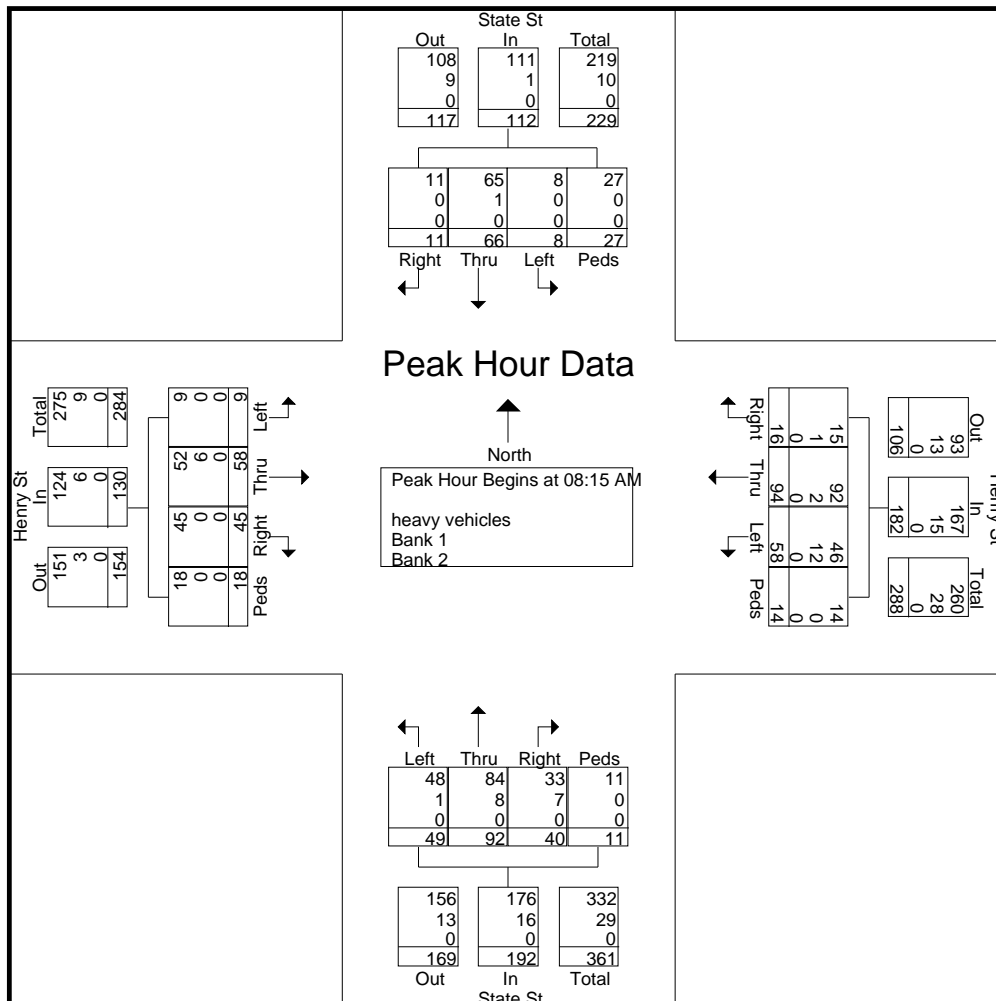 State St
Out In Total
108 111 219
9 1 10
0 0 0
117 112 229
11 65 8 27
0 1 0 0
0 0 0 0
11 66 8 27
Right Thru Left Peds
Peak Hour Data
North
Peak Hour Begins at 08:15 AM
heavy vehicles
Bank 1
Bank 2
Henry St
Out In Total
151 124 275
3 6 9
0 0 0
154 130 284
18 45 52 9
0 0 6 0
0 0 0 0
18 45 58 9
Peds Right Thru Left
Henry St
Out In Total
93 167 260
13 15 28
0 0 0
106 182 288
15 92 46 14
1 2 12 0
0 0 0 0
16 94 58 14
Right Thru Left Peds
Left Thru Right Peds
48 84 33 11
1 8 7 0
0 0 0 0
49 92 40 11
156 176 332
13 16 29
0 0 0
169 192 361
Out In Total
State St